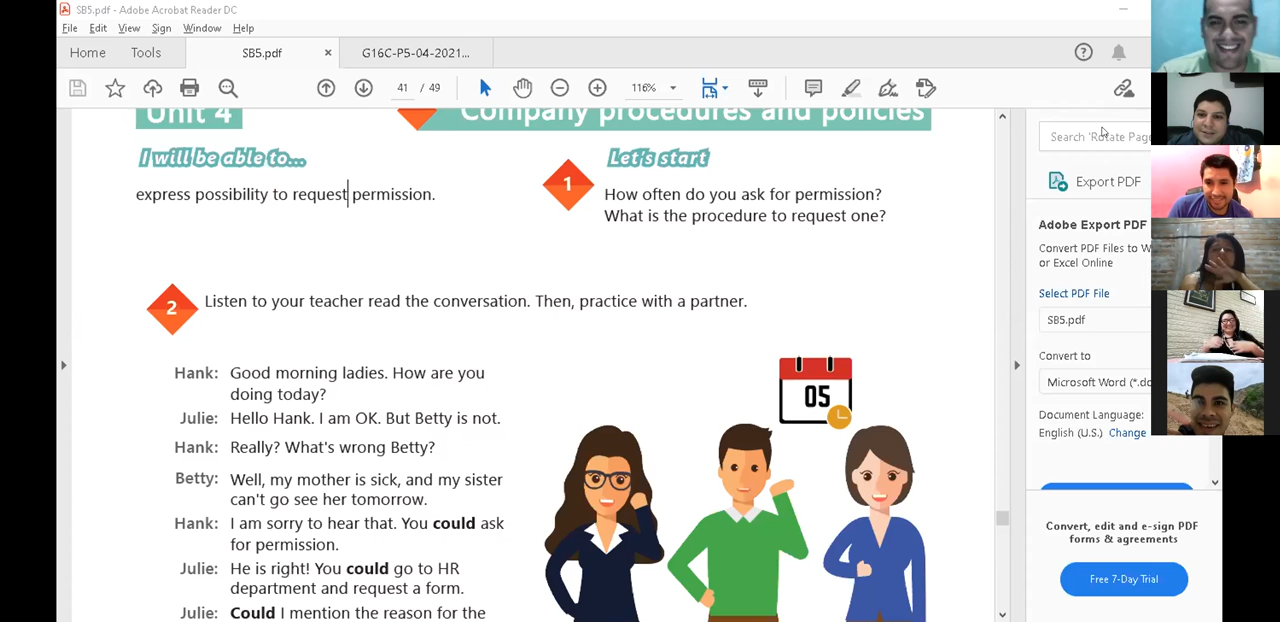 SB5.pdf - Adobe Acrobat Reader DC
File Edit View Sign Window Help
Home Tools SB5.pdf × G16C-P5-04-2021...
41 / 49 116%
Unit 4 Company procedures and policies
I will be able to...
express possibility to request permission.
1
Let's start
How often do you ask for permission?
What is the procedure to request one?
2
Listen to your teacher read the conversation. Then, practice with a partner.
Hank: Good morning ladies. How are you
doing today?
Julie: Hello Hank. I am OK. But Betty is not.
Hank: Really? What's wrong Betty?
Betty: Well, my mother is sick, and my sister
can't go see her tomorrow.
Hank: I am sorry to hear that. You could ask
for permission.
Julie: He is right! You could go to HR
department and request a form.
Julie: Could I mention the reason for the
05
Search 'Rotate Pag
Export PDF
Adobe Export PDF
Convert PDF Files to W
or Excel Online
Select PDF File
SB5.pdf
Convert to
Microsoft Word (*.do
Document Language:
English (U.S.) Change
Convert, edit and e-sign PDF
forms & agreements
Free 7-Day Trial